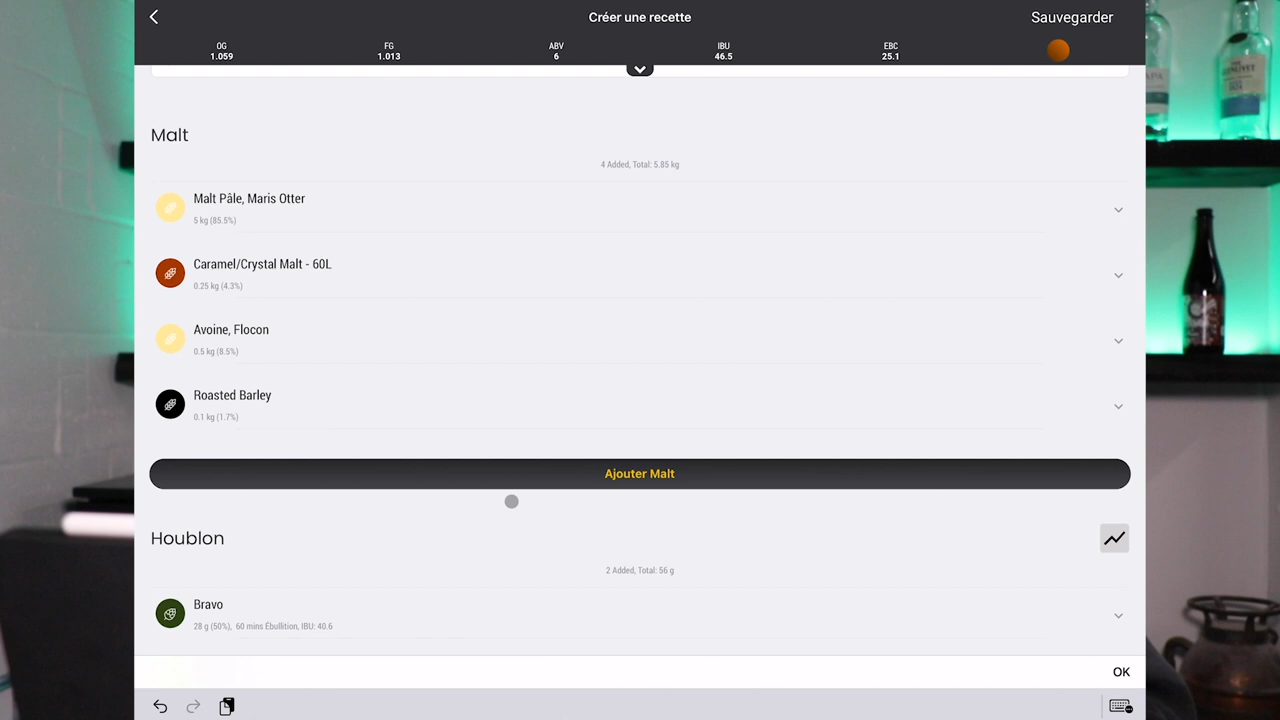 Créer une recette
Sauvegarder
OG
1.059
FG
1.013
ABV
6
IBU
46.5
EBC
25.1
Malt
4 Added, Total: 5.85 kg
Malt Pâle, Maris Otter
5 kg (85.5%)
Caramel/Crystal Malt - 60L
0.25 kg (4.3%)
Avoine, Flocon
0.5 kg (8.5%)
Roasted Barley
0.1 kg (1.7%)
Ajouter Malt
Houblon
2 Added, Total: 56 g
Bravo
28 g (50%), 60 mins Ébullition, IBU: 40.6
OK